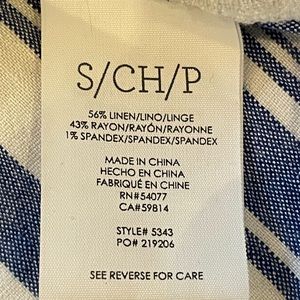 S/CH/P
56% LINEN/LINO/LINGE
43% RAYON/RAYÓN/RAYONNE
1% SPANDEX/SPANDEX/SPANDEX
MADE IN CHINA
HECHO EN CHINA
FABRIQUÉ EN CHINE
RN#54077
CA#59814
STYLE# 5343
PO# 219206
SEE REVERSE FOR CARE